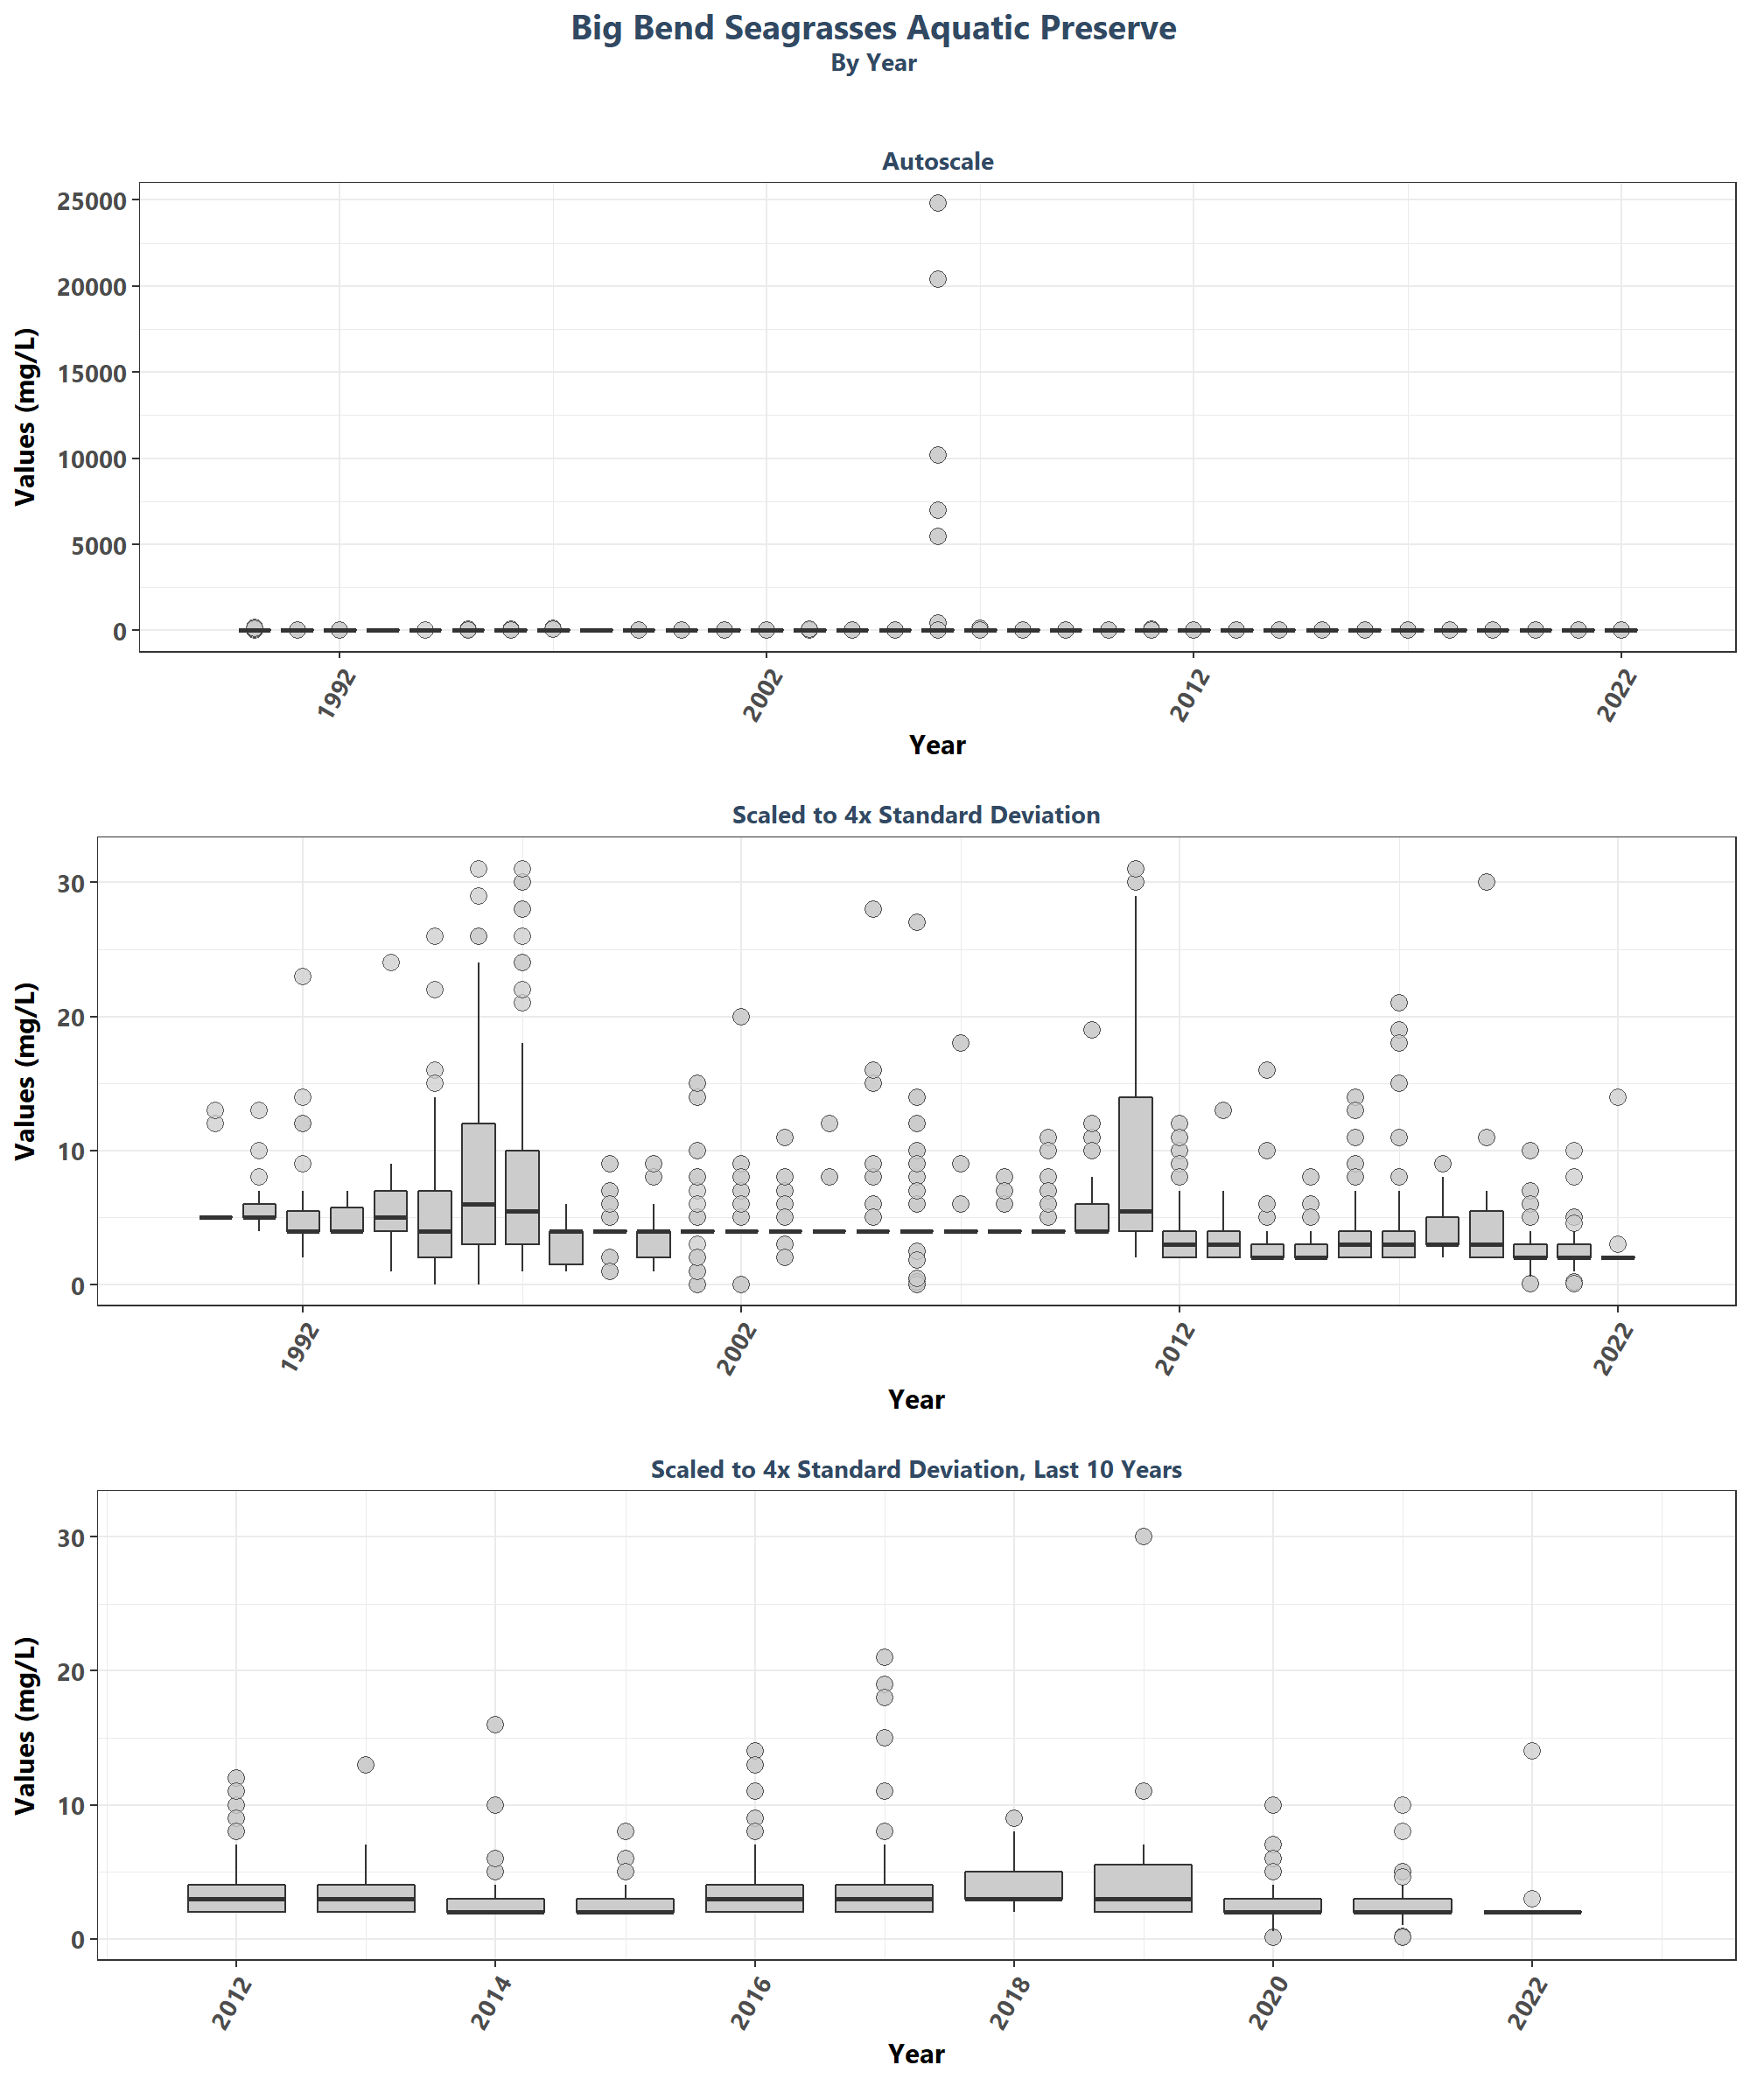 Big Bend Seagrasses Aquatic Preserve
By Year
Autoscale
Values (mg/L)
25000
20000
15000
10000
5000
0
1992
2002
2012
2022
Year
Scaled to 4x Standard Deviation
Values (mg/L)
30
20
10
0
1992
2002
2012
2022
Year
Scaled to 4x Standard Deviation, Last 10 Years
Values (mg/L)
30
20
10
0
2012
2014
2016
2018
2020
2022
Year